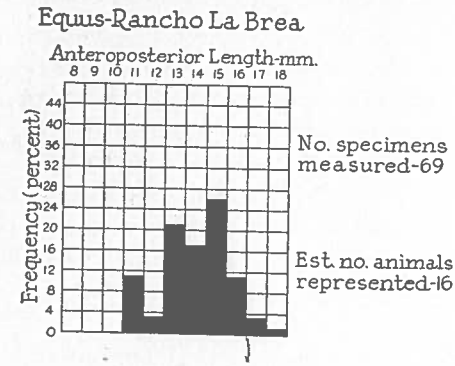 Equus-Rancho La Brea
Anteroposterior Length-mm.
8 9 10 11 12 13 14 15 16 17 18
Frequency (percent)
44
40
36
32
28
24
20
16
12
8
4
0
No. specimens
measured-69
Est. no. animals
represented-16